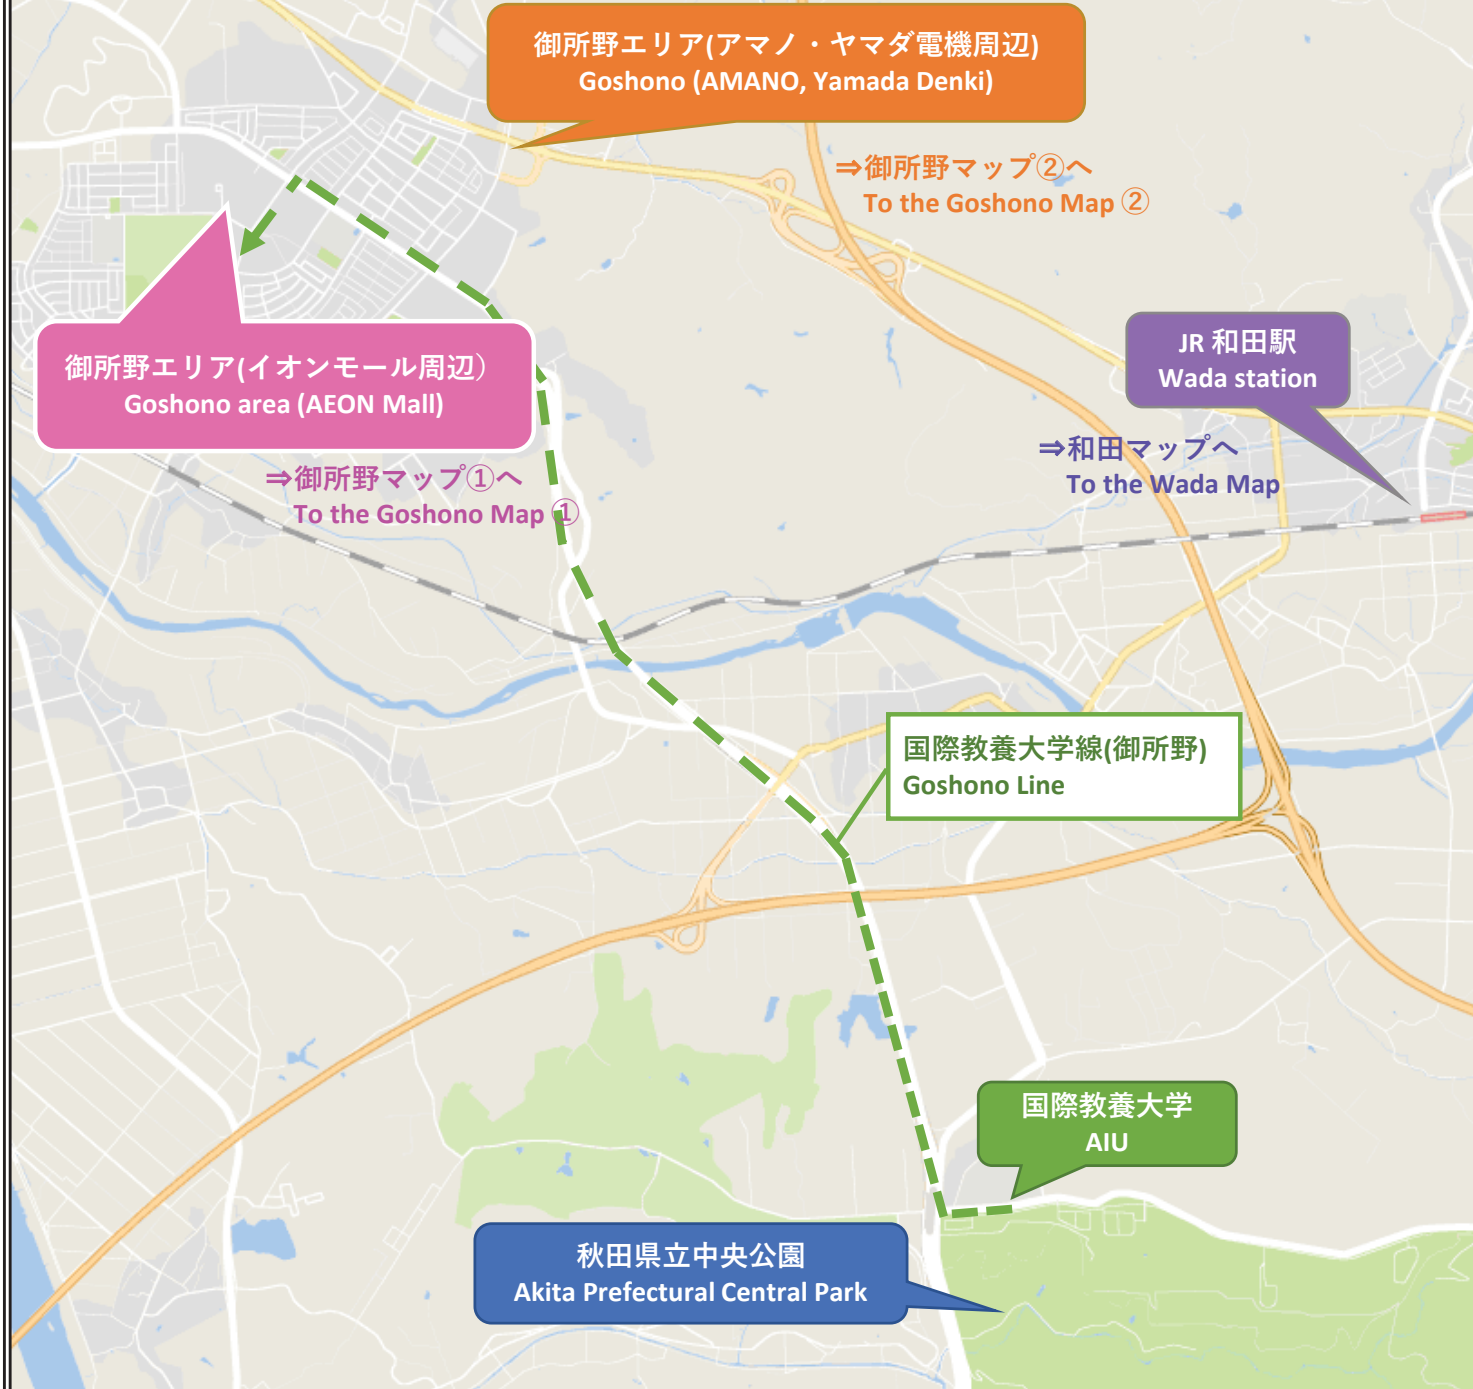 御所野エリア(アマノ・ヤマダ電機周辺)
Goshono (AMANO, Yamada Denki)
⇒御所野マップ②へ
To the Goshono Map ②
JR 和田駅
Wada station
御所野エリア(イオンモール周辺）
Goshono area (AEON Mall)
⇒和田マップへ
To the Wada Map
⇒御所野マップ①へ
To the Goshono Map ①
国際教養大学線(御所野)
Goshono Line
国際教養大学
AIU
秋田県立中央公園
Akita Prefectural Central Park